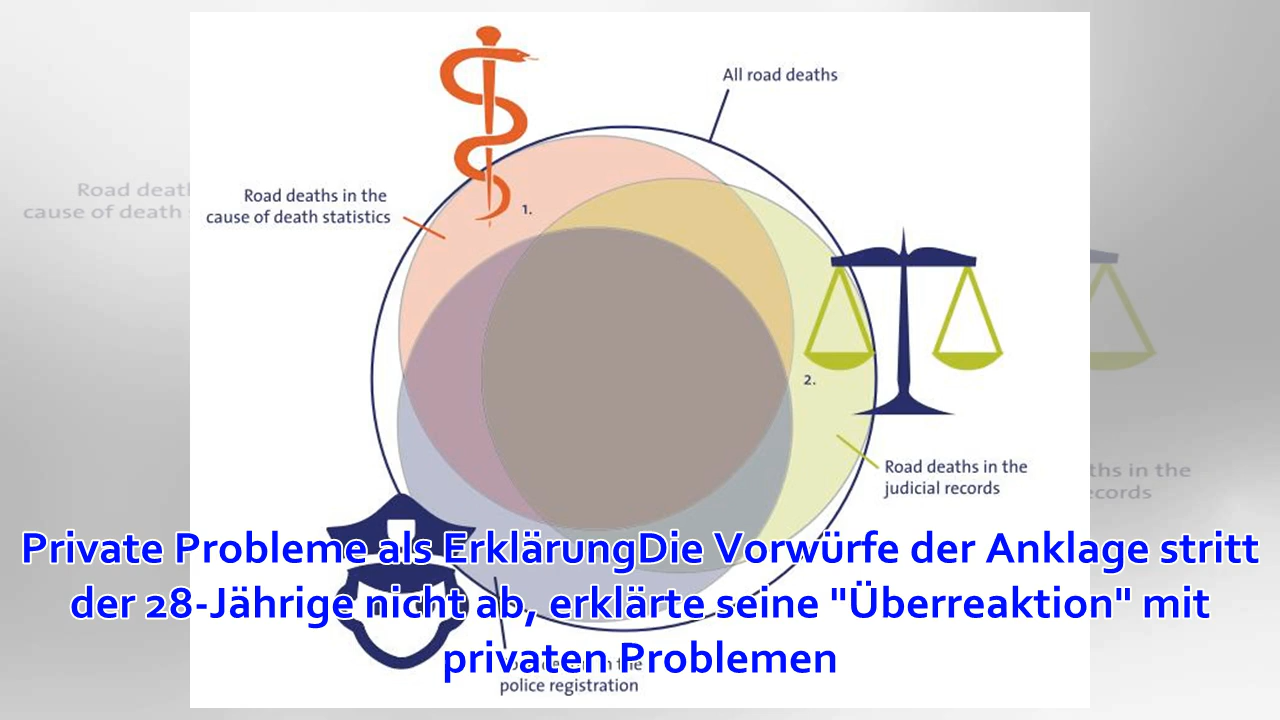 All road deaths
Road deaths in the
cause of death statistics
1.
2.
Road deaths in the
judicial records
Private Probleme als ErklärungDie Vorwürfe der Anklage stritt
der 28-Jährige nicht ab, erklärte seine "Überreaktion" mit
privaten Problemen
police registration